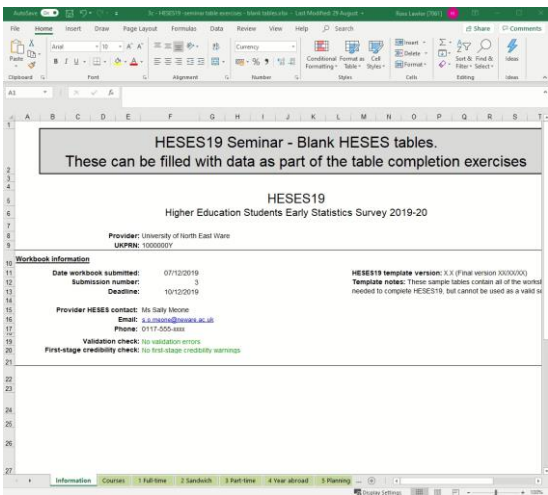 AutoSave On 3c - HESES19 -seminar table exercises - blank tables.xlsx - Last Modified: 29 August
File Home Insert Draw Page Layout Formulas Data Review View Help Search Share Comments
Paste Arial 10 Currency Conditional Formatting Format as Table Cell Styles Insert Delete Format Sort & Filter Find & Select Ideas
Clipboard Font Alignment Number Styles Cells Editing Ideas
A1
A B C D E F G H I J K L M N O P Q R S T
HESES19 Seminar - Blank HESES tables.
These can be filled with data as part of the table completion exercises
HESES19
Higher Education Students Early Statistics Survey 2019-20
Provider: University of North East Ware
UKPRN: 1000000Y
Workbook information
Date workbook submitted: 07/12/2019 HESES19 template version: X.X (Final version XX/XX/XX)
Submission number: 3 Template notes: These sample tables contain all of the works
Deadline: 10/12/2019 needed to complete HESES19, but cannot be used as a valid s
Provider HESES contact: Ms Sally Meone
Email: s.s.meone@neware.ac.uk
Phone: 0117-555-ssss
Validation check: No validation errors
First-stage credibility check: No first-stage credibility warnings
Information Courses 1 Full-time 2 Sandwich 3 Part-time 4 Year abroad 5 Planning ...
Display Settings 100%